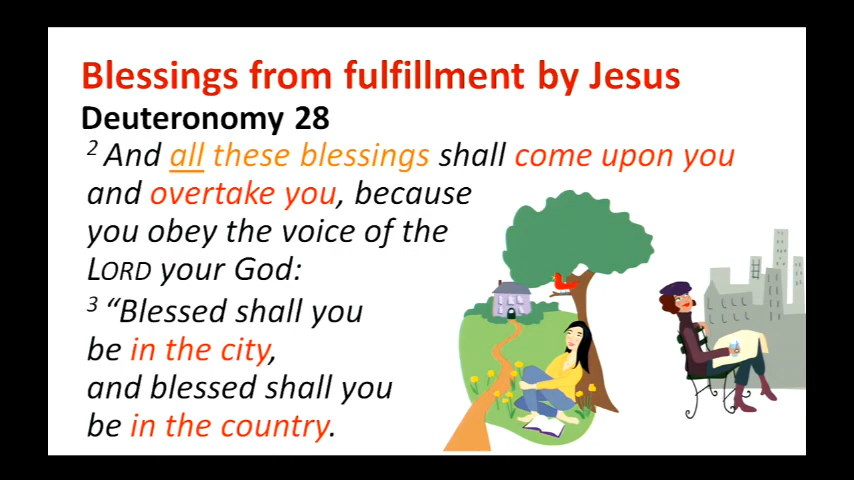 Blessings from fulfillment by Jesus
Deuteronomy 28
2 And all these blessings shall come upon you
and overtake you, because
you obey the voice of the
LORD your God:
3 “Blessed shall you
be in the city,
and blessed shall you
be in the country.